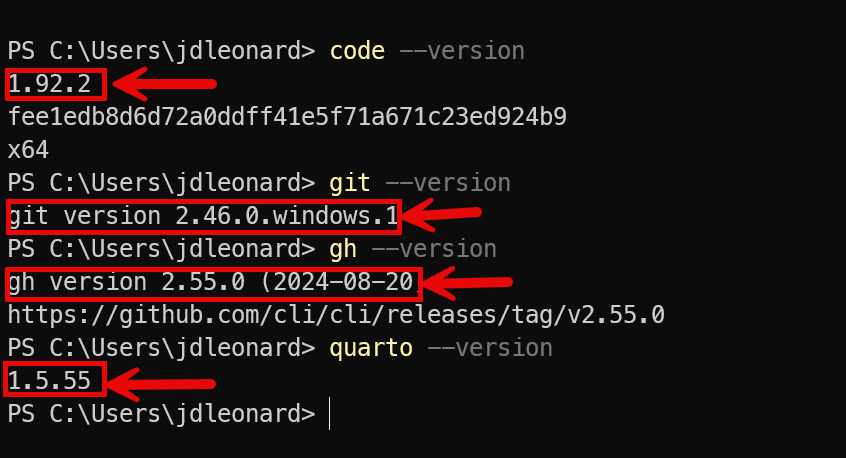 PS C:\Users\jdleonard> code --version
1.92.2
fee1edb8d6d72a0ddff41e5f71a671c23ed924b9
x64
PS C:\Users\jdleonard> git --version
git version 2.46.0.windows.1
PS C:\Users\jdleonard> gh --version
gh version 2.55.0 (2024-08-20)
https://github.com/cli/cli/releases/tag/v2.55.0
PS C:\Users\jdleonard> quarto --version
1.5.55
PS C:\Users\jdleonard>